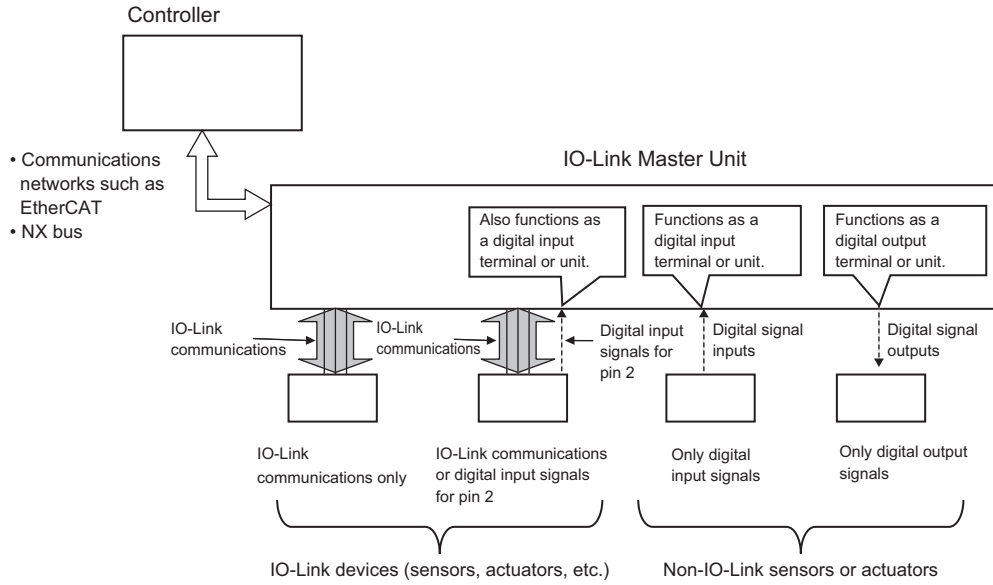 Controller
• Communications
networks such as
EtherCAT
• NX bus
IO-Link Master Unit
Also functions as
a digital input
terminal or unit.
Functions as a
digital input
terminal or unit.
Functions as a
digital output
terminal or unit.
IO-Link
communications
IO-Link
communications
Digital input
signals for
pin 2
Digital signal
inputs
Digital signal
outputs
IO-Link
communications only
IO-Link communications
or digital input signals
for pin 2
Only digital
input signals
Only digital output
signals
IO-Link devices (sensors, actuators, etc.)
Non-IO-Link sensors or actuators